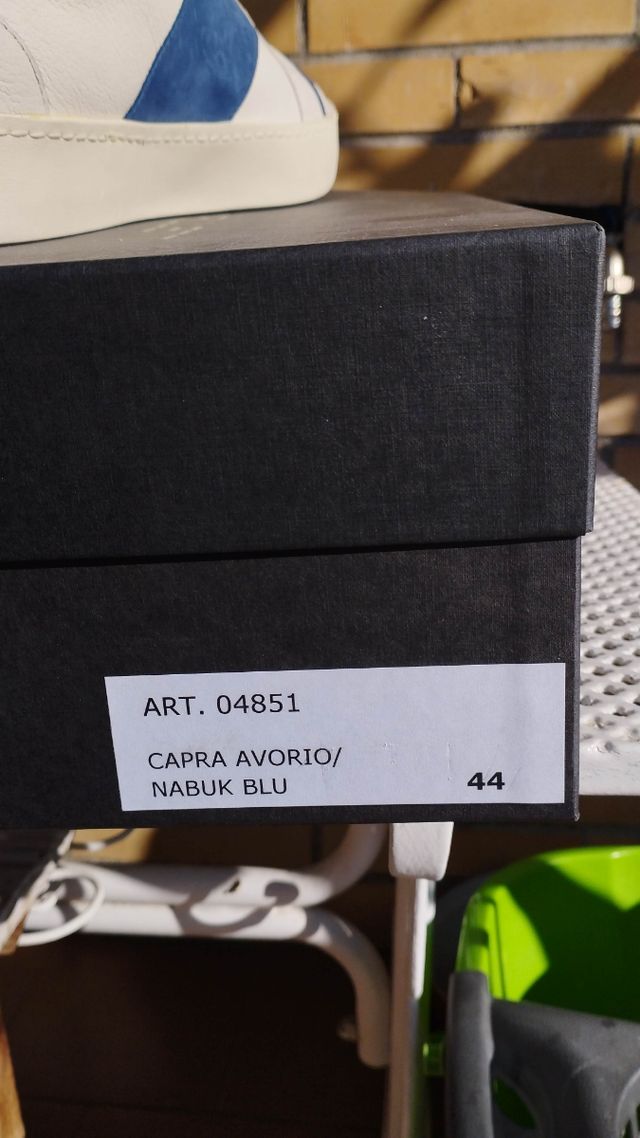 ART. 04851
CAPRA AVORIO/
NABUK BLU
44